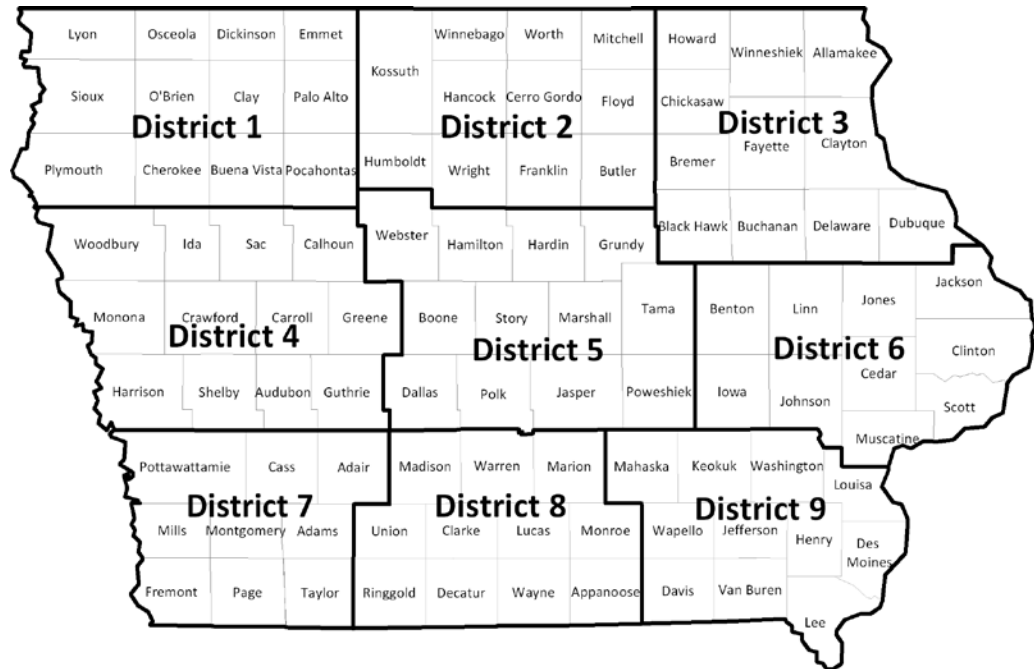 Lyon Osceola Dickinson Emmet Winnebago Worth Mitchell Howard Winneshiek Allamakee
Kossuth
Sioux O'Brien Clay Palo Alto Hancock Cerro Gordo Floyd Chickasaw
District 1 District 2 District 3
Fayette Clayton
Plymouth Cherokee Buena Vista Pocahontas Humboldt Wright Franklin Butler Bremer
Black Hawk Buchanan Delaware Dubuque
Woodbury Ida Sac Calhoun Webster Hamilton Hardin Grundy
Jackson
Monona Crawford Carroll Greene Boone Story Marshall Tama Benton Linn Jones
District 4 District 5 District 6
Clinton
Cedar
Harrison Shelby Audubon Guthrie Dallas Polk Jasper Poweshiek Iowa Johnson
Scott
Muscatine
Pottawattamie Cass Adair Madison Warren Marion Mahaska Keokuk Washington
Louisa
District 7 District 8 District 9
Mills Montgomery Adams Union Clarke Lucas Monroe Wapello Jefferson Henry
Des
Moines
Fremont Page Taylor Ringgold Decatur Wayne Appanoose Davis Van Buren
Lee